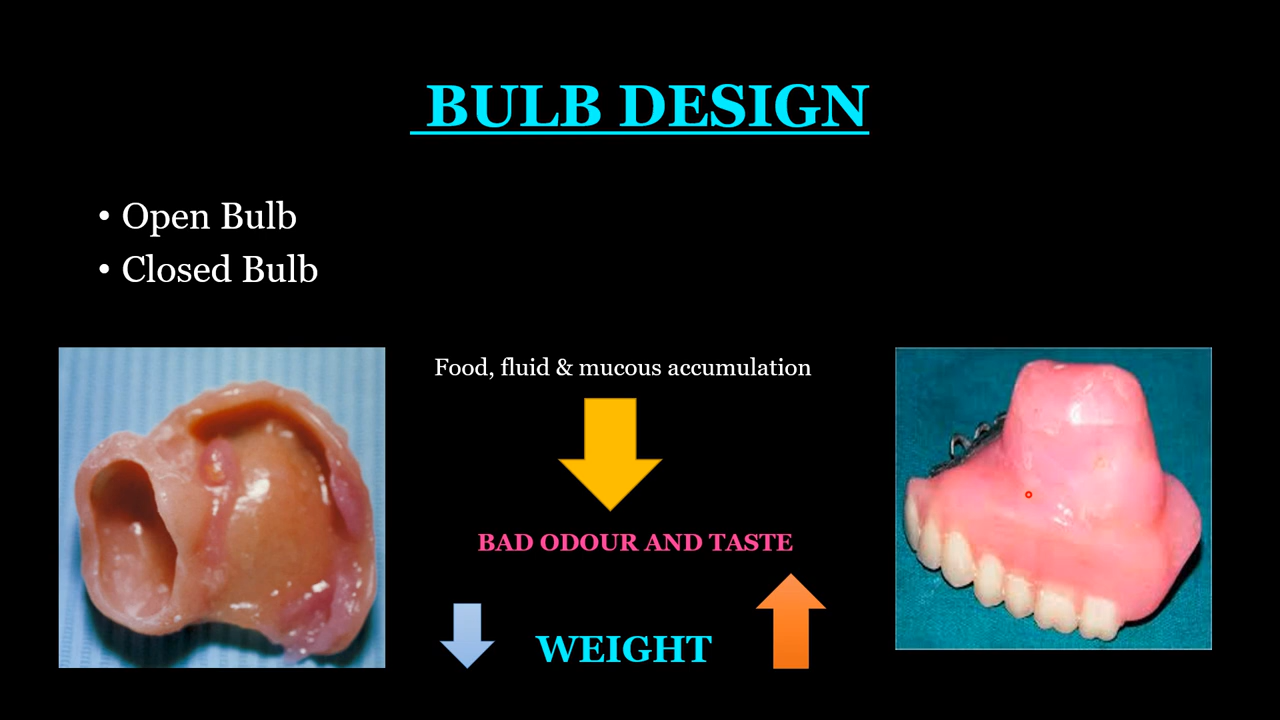 BULB DESIGN
• Open Bulb
• Closed Bulb
Food, fluid & mucous accumulation
BAD ODOUR AND TASTE
WEIGHT